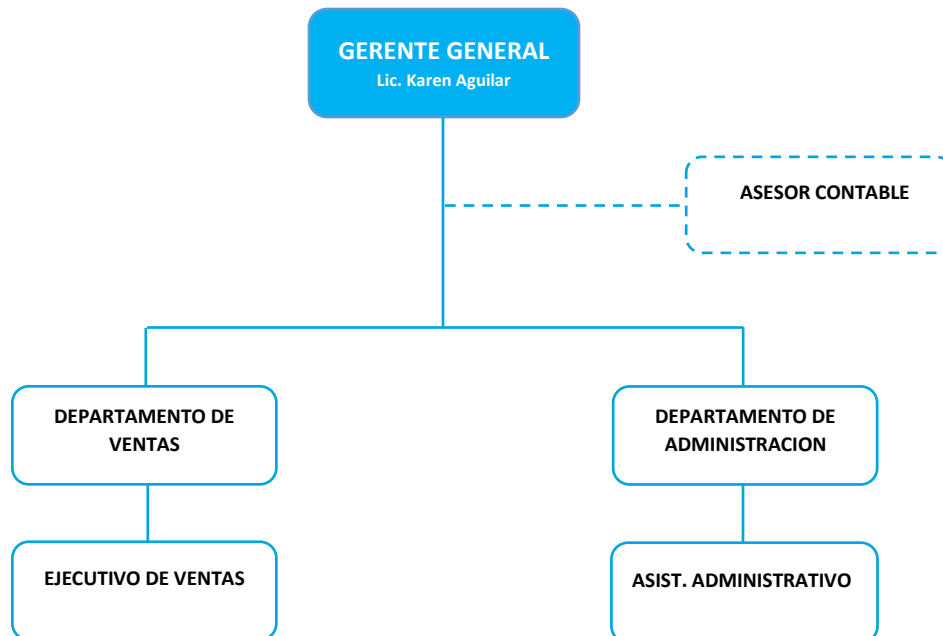 GERENTE GENERAL
Lic. Karen Aguilar
ASESOR CONTABLE
DEPARTAMENTO DE
VENTAS
DEPARTAMENTO DE
ADMINISTRACION
EJECUTIVO DE VENTAS
ASIST. ADMINISTRATIVO